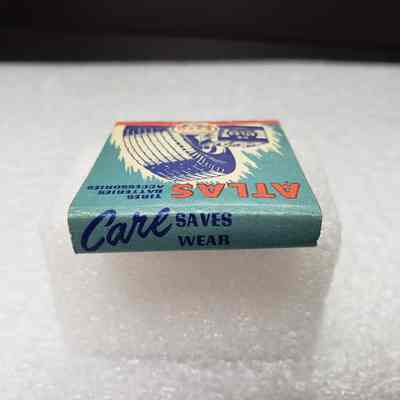 Care SAVES
WEAR
ATLAS
TIRES
BATTERIES
ACCESSORIES